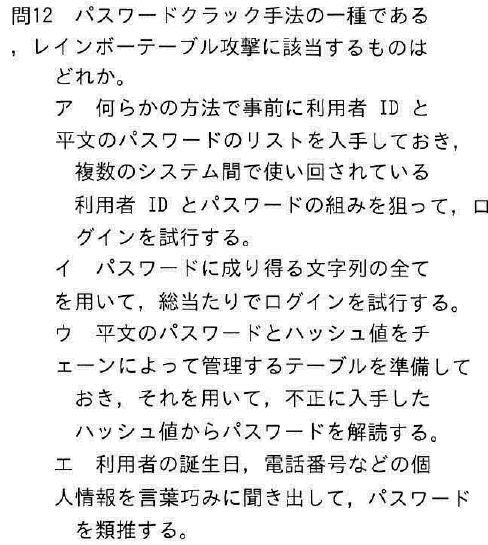 問12　パスワードクラック手法の一種である
，レインボーテーブル攻撃に該当するものは
どれか。
ア　何らかの方法で事前に利用者 ID と
平文のパスワードのリストを入手しておき，
複数のシステム間で使い回されている
利用者 ID とパスワードの組みを狙って，ロ
グインを試行する。
イ　パスワードに成り得る文字列の全て
を用いて，総当たりでログインを試行する。
ウ　平文のパスワードとハッシュ値をチ
ェーンによって管理するテーブルを準備して
おき，それを用いて，不正に入手した
ハッシュ値からパスワードを解読する。
エ　利用者の誕生日，電話番号などの個
人情報を言葉巧みに聞き出して，パスワード
を類推する。